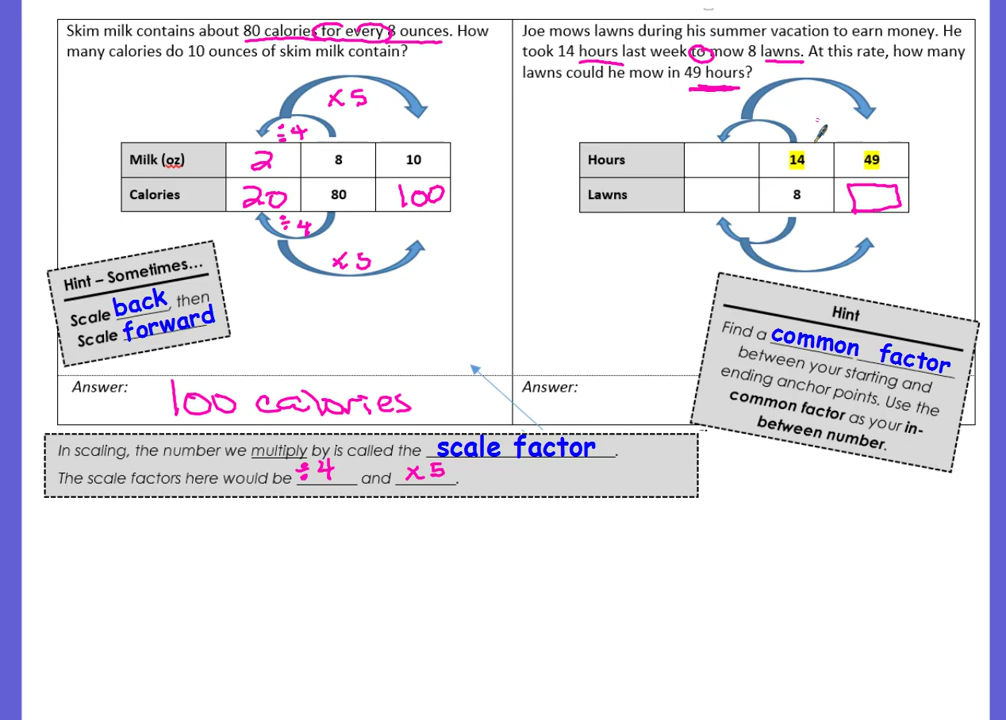 Skim milk contains about 80 calories for every 8 ounces. How
many calories do 10 ounces of skim milk contain?
x 5
÷ 4
Milk (oz) 2 8 10
Calories 20 80 100
÷ 4
x 5
Hint – Sometimes...
Scale back, then
Scale forward
Answer: 100 calories
Joe mows lawns during his summer vacation to earn money. He
took 14 hours last week to mow 8 lawns. At this rate, how many
lawns could he mow in 49 hours?
Hours 14 49
Lawns 8
Hint
Find a common factor
between your starting and
ending anchor points. Use the
common factor as your in-
between number.
Answer:
In scaling, the number we multiply by is called the scale factor.
The scale factors here would be ÷ 4 and x 5.